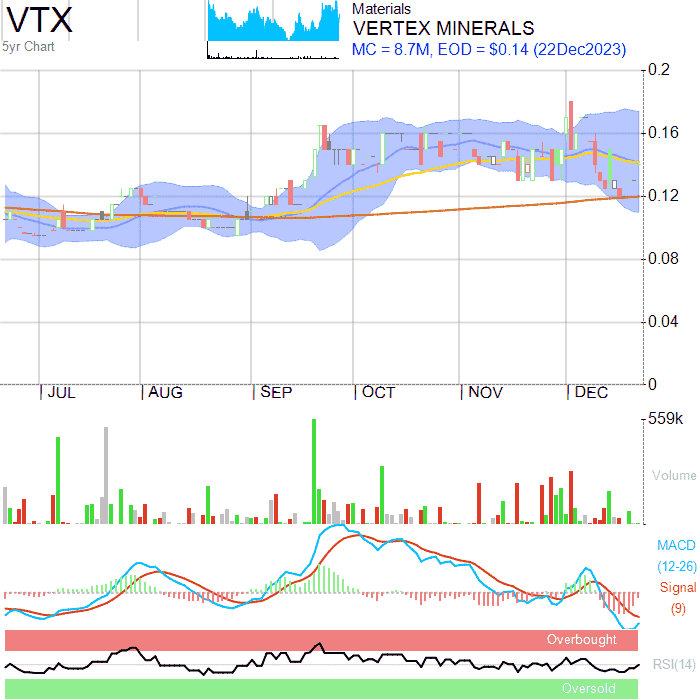 VTX
5yr Chart
Materials
VERTEX MINERALS
MC = 8.7M, EOD = $0.14 (22Dec2023)
0.2
0.16
0.12
0.08
0.04
0
JUL AUG SEP OCT NOV DEC
559k
Volume
MACD
(12-26)
Signal
(9)
Overbought
RSI(14)
Oversold